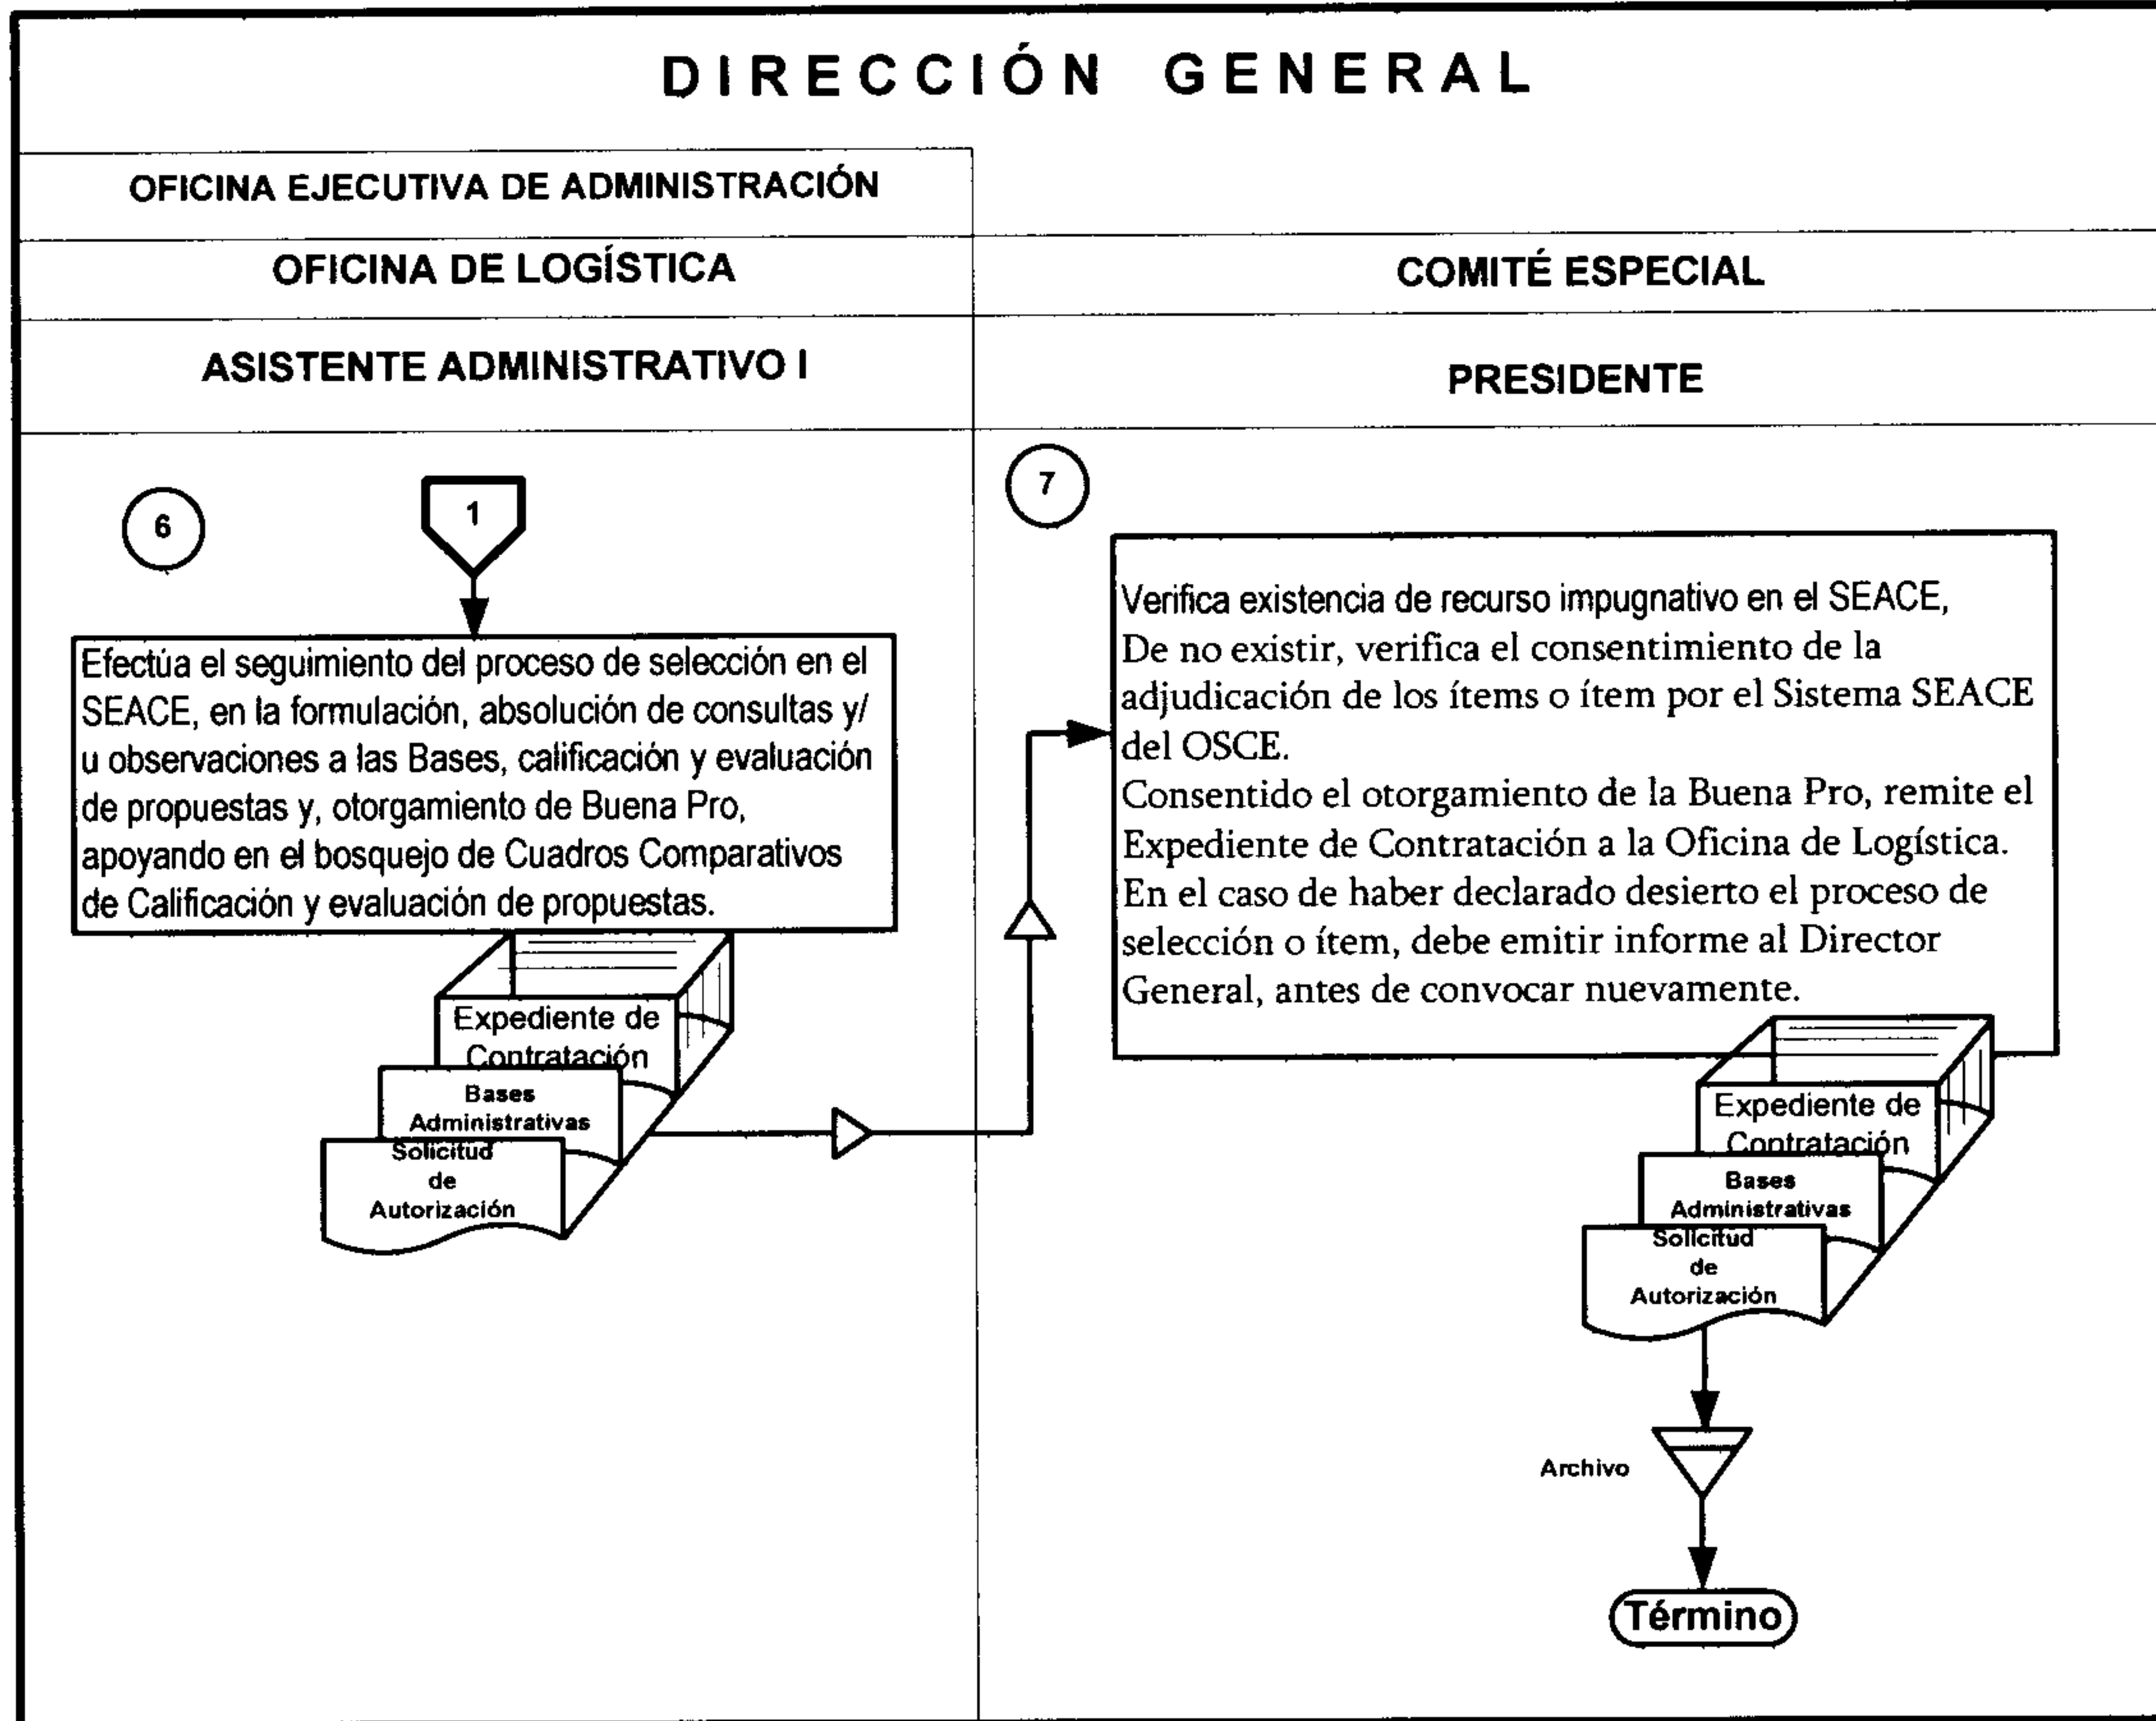 DIRECCIÓN GENERAL
OFICINA EJECUTIVA DE ADMINISTRACIÓN
OFICINA DE LOGÍSTICA
COMITÉ ESPECIAL
ASISTENTE ADMINISTRATIVO I
PRESIDENTE
6
1
Efectúa el seguimiento del proceso de selección en el
SEACE, en la formulación, absolución de consultas y/
u observaciones a las Bases, calificación y evaluación
de propuestas y, otorgamiento de Buena Pro,
apoyando en el bosquejo de Cuadros Comparativos
de Calificación y evaluación de propuestas.
Expediente de
Contratación
Bases
Administrativas
Solicitud
de
Autorización
7
Verifica existencia de recurso impugnativo en el SEACE,
De no existir, verifica el consentimiento de la
adjudicación de los ítems o ítem por el Sistema SEACE
del OSCE.
Consentido el otorgamiento de la Buena Pro, remite el
Expediente de Contratación a la Oficina de Logística.
En el caso de haber declarado desierto el proceso de
selección o ítem, debe emitir informe al Director
General, antes de convocar nuevamente.
Expediente de
Contratación
Bases
Administrativas
Solicitud
de
Autorización
Archivo
Término